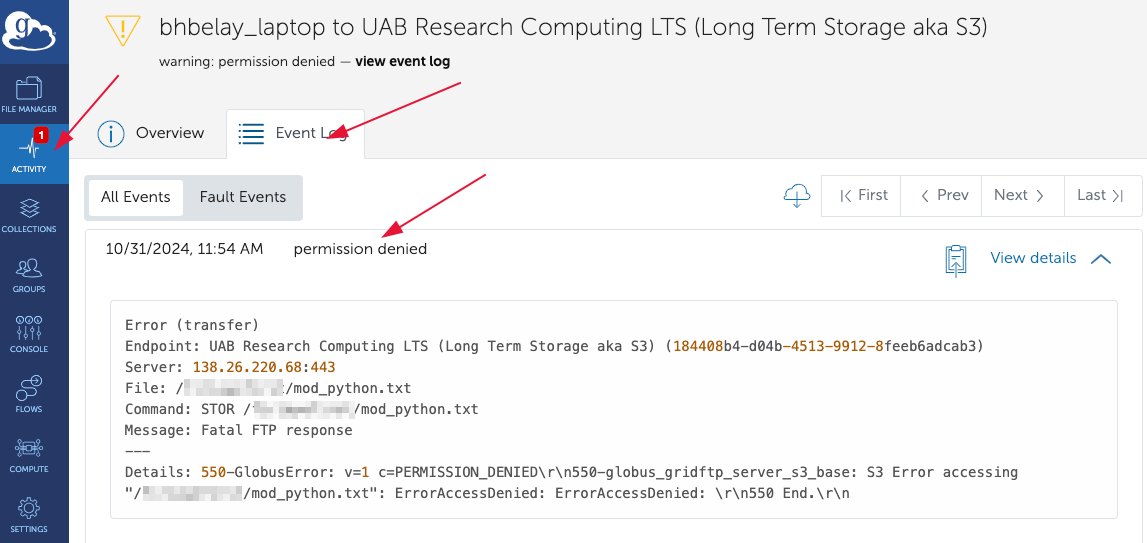 bhbelay_laptop to UAB Research Computing LTS (Long Term Storage aka S3)
warning: permission denied — view event log
FILE MANAGER
1
ACTIVITY
COLLECTIONS
GROUPS
CONSOLE
FLOWS
COMPUTE
SETTINGS
Overview
Event Log
All Events
Fault Events
First
Prev
Next
Last
10/31/2024, 11:54 AM permission denied
View details
Error (transfer)
Endpoint: UAB Research Computing LTS (Long Term Storage aka S3) (184408b4-d04b-4513-9912-8feeb6adcab3)
Server: 138.26.220.68:443
File: / /mod_python.txt
Command: STOR / /mod_python.txt
Message: Fatal FTP response
---
Details: 550-GlobusError: v=1 c=PERMISSION_DENIED\r\n550-globus_gridftp_server_s3_base: S3 Error accessing
"/ /mod_python.txt": ErrorAccessDenied: ErrorAccessDenied: \r\n550 End.\r\n